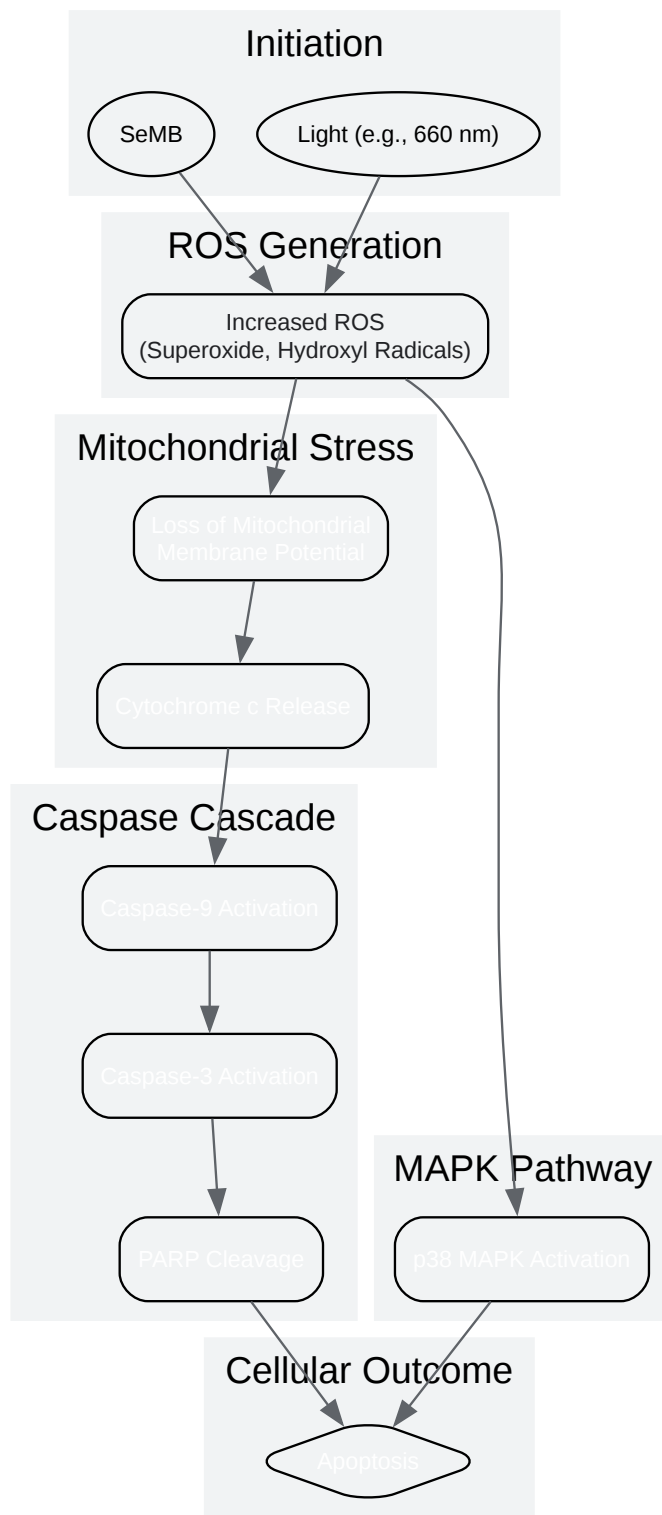 Initiation
SeMB
Light (e.g., 660 nm)
ROS Generation
Increased ROS
(Superoxide, Hydroxyl Radicals)
Mitochondrial Stress
Loss of Mitochondrial
Membrane Potential
Cytochrome c Release
Caspase Cascade
Caspase-9 Activation
Caspase-3 Activation
MAPK Pathway
PARP Cleavage
p38 MAPK Activation
Cellular Outcome
Apoptosis